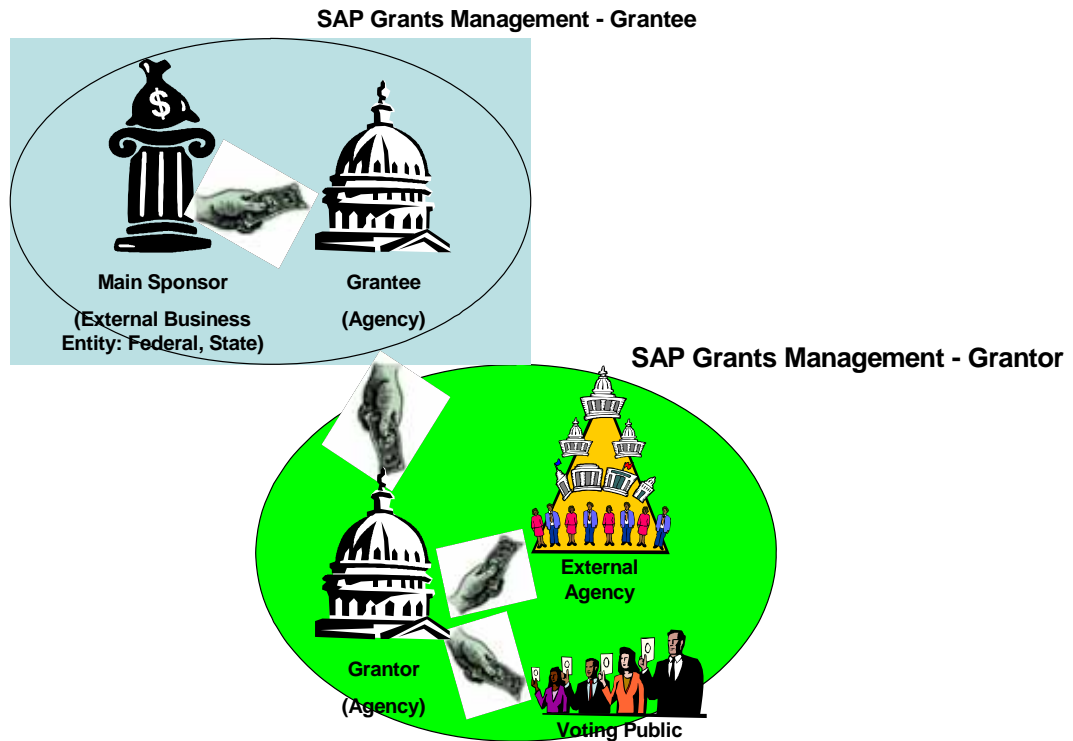 SAP Grants Management - Grantee
$
Main Sponsor
(External Business
Entity: Federal, State)
Grantee
(Agency)
SAP Grants Management - Grantor
External
Agency
Grantor
(Agency)
Voting Public